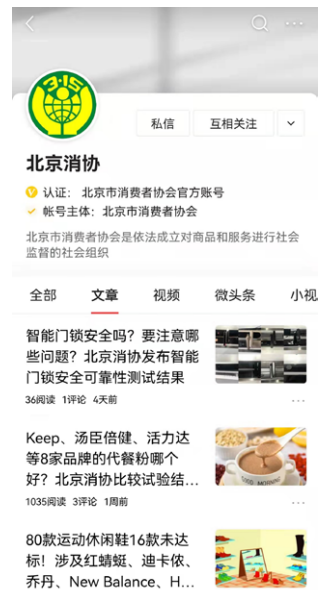 3·15
私信
互相关注
北京消协
认证： 北京市消费者协会官方账号
帐号主体：北京市消费者协会
北京市消费者协会是依法成立对商品和服务进行社会
监督的社会组织
全部
文章
视频
微头条
小视
智能门锁安全吗？要注意哪
些问题？北京消协发布智能
门锁安全可靠性测试结果
36阅读 1评论 4天前
Keep、汤臣倍健、活力达
等8家品牌的代餐粉哪个
好？北京消协比较试验结...
1035阅读 3评论 1周前
80款运动休闲鞋16款未达
标！涉及红蜻蜓、迪卡侬、
乔丹、New Balance、H...